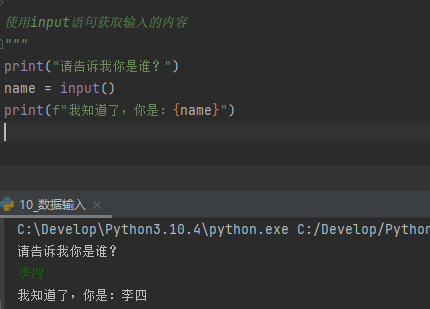 使用input语句获取输入的内容
"""
print("请告诉我你是谁？")
name = input()
print(f"我知道了，你是：{name}")
10_数据输入
C:\Develop\Python3.10.4\python.exe C:/Develop/Python
请告诉我你是谁？
李四
我知道了，你是：李四